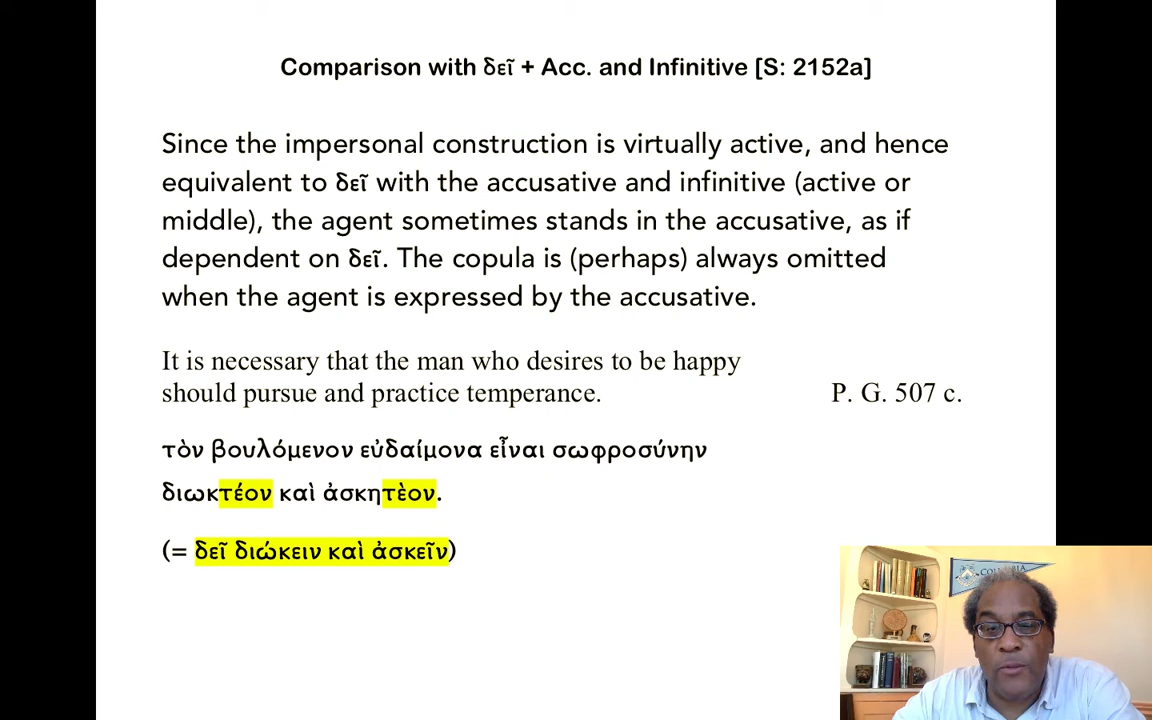 Comparison with δεῖ + Acc. and Infinitive [S: 2152a]
Since the impersonal construction is virtually active, and hence
equivalent to δεῖ with the accusative and infinitive (active or
middle), the agent sometimes stands in the accusative, as if
dependent on δεῖ. The copula is (perhaps) always omitted
when the agent is expressed by the accusative.
It is necessary that the man who desires to be happy
should pursue and practice temperance. P. G. 507 c.
τὸν βουλόμενον εὐδαίμονα εἶναι σωφροσύνην
διωκτέον καὶ ἀσκητὲον.
(= δεῖ διώκειν καὶ ἀσκεῖν)